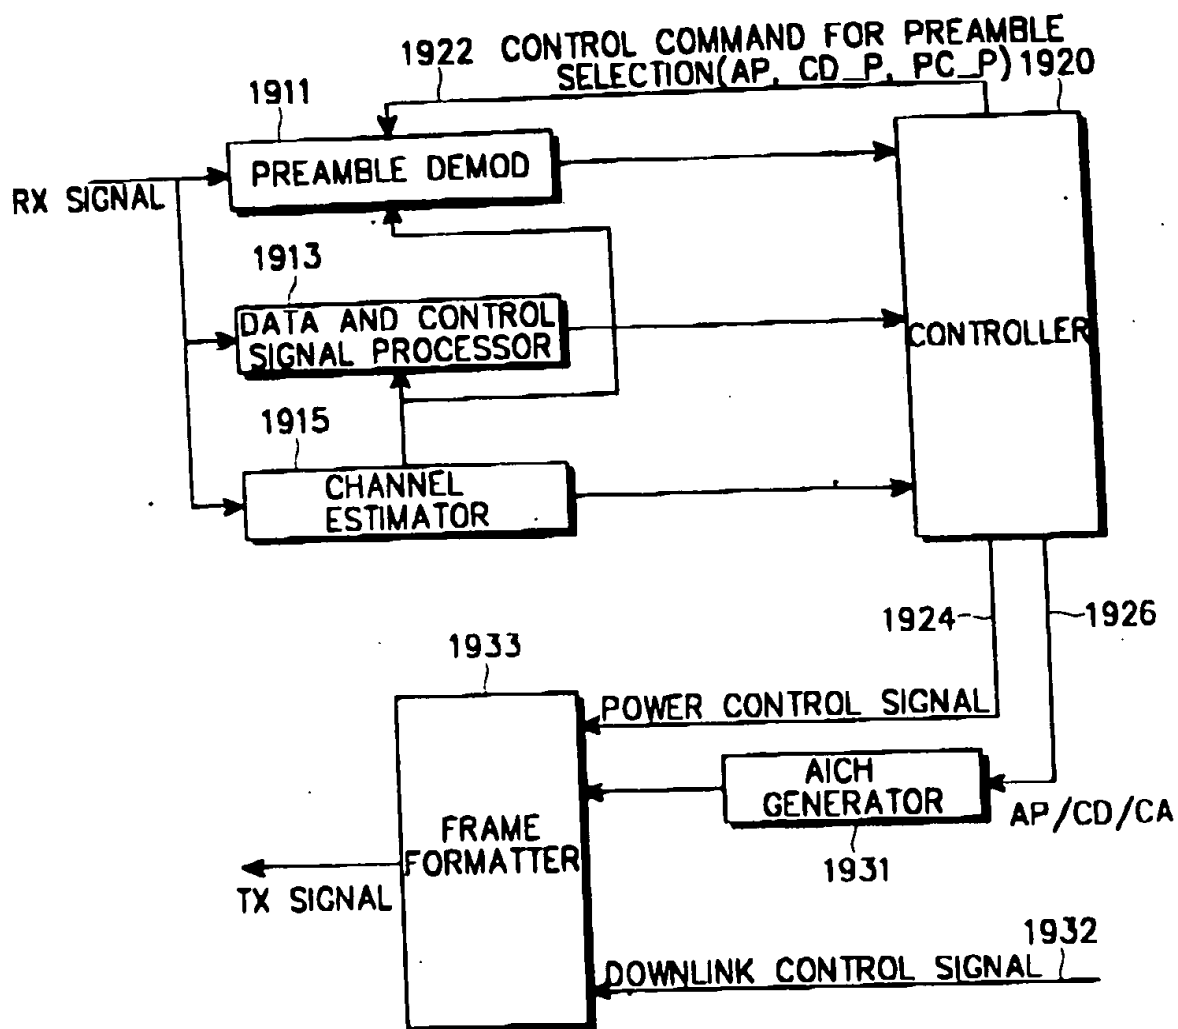 1922 CONTROL COMMAND FOR PREAMBLE
SELECTION(AP, CD_P, PC_P) 1920
1911
PREAMBLE DEMOD
RX SIGNAL
1913
DATA AND CONTROL
SIGNAL PROCESSOR
CONTROLLER
1915
CHANNEL
ESTIMATOR
1924
1926
1933
POWER CONTROL SIGNAL
AICH
GENERATOR
AP/CD/CA
FRAME
FORMATTER
1931
TX SIGNAL
1932
DOWNLINK CONTROL SIGNAL